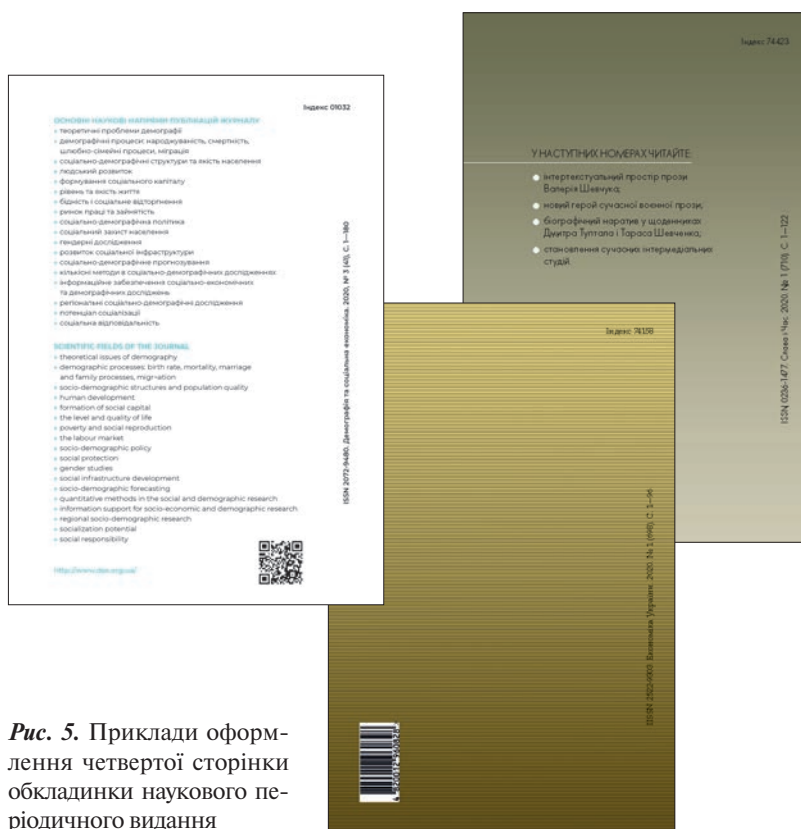 Індекс 01032
ОСНОВНІ НАУКОВІ НАПРЯМИ ПУБЛІКАЦІЙ ЖУРНАЛУ
теоретичні проблеми демографії
демографічні процеси: народжуваність, смертність,
шлюбно-сімейні процеси, міграція
соціально-демографічні структури та якість населення
людський розвиток
формування соціального капіталу
рівень та якість життя
бідність і соціальне відторгнення
ринок праці та зайнятість
соціально-демографічна політика
соціальний захист населення
гендерні дослідження
розвиток соціальної інфраструктури
соціально-демографічне прогнозування
кількісні методи в соціально-демографічних дослідженнях
інформаційне забезпечення соціально-економічних
та демографічних досліджень
регіональні соціально-демографічні дослідження
потенціал соціалізації
соціальна відповідальність
SCIENTIFIC FIELDS OF THE JOURNAL
theoretical issues of demography
demographic processes: birth rate, mortality, marriage
and family processes, migration
socio-demographic structures and population quality
human development
formation of social capital
the level and quality of life
poverty and social reproduction
the labour market
socio-demographic policy
social protection
gender studies
social infrastructure development
socio-demographic forecasting
quantitative methods in the social and demographic research
information support for socio-economic and demographic research
regional socio-demographic research
socialization potential
social responsibility
ISSN 2072-9480. Демографія та соціальна економіка. 2020, № 3 (41), С. 1—180
Індекс 74423
У НАСТУПНИХ НОМЕРАХ ЧИТАЙТЕ:
інтертекстуальний простір прози
Валерія Шевчука;
новий герой сучасної воєнної прози;
біографічний наратив у щоденниках
Дмитра Туптала і Тараса Шевченка;
становлення сучасних інтермедіальних
студій.
ISSN 0236-1477. Слово і Час. 2020. № 1 (710). С. 1—122
Індекс 74158
Економіка України. 2020. № 1 (698). С. 1—96
Рис. 5. Приклади оформ-
лення четвертої сторінки
обкладинки наукового пе-
ріодичного видання